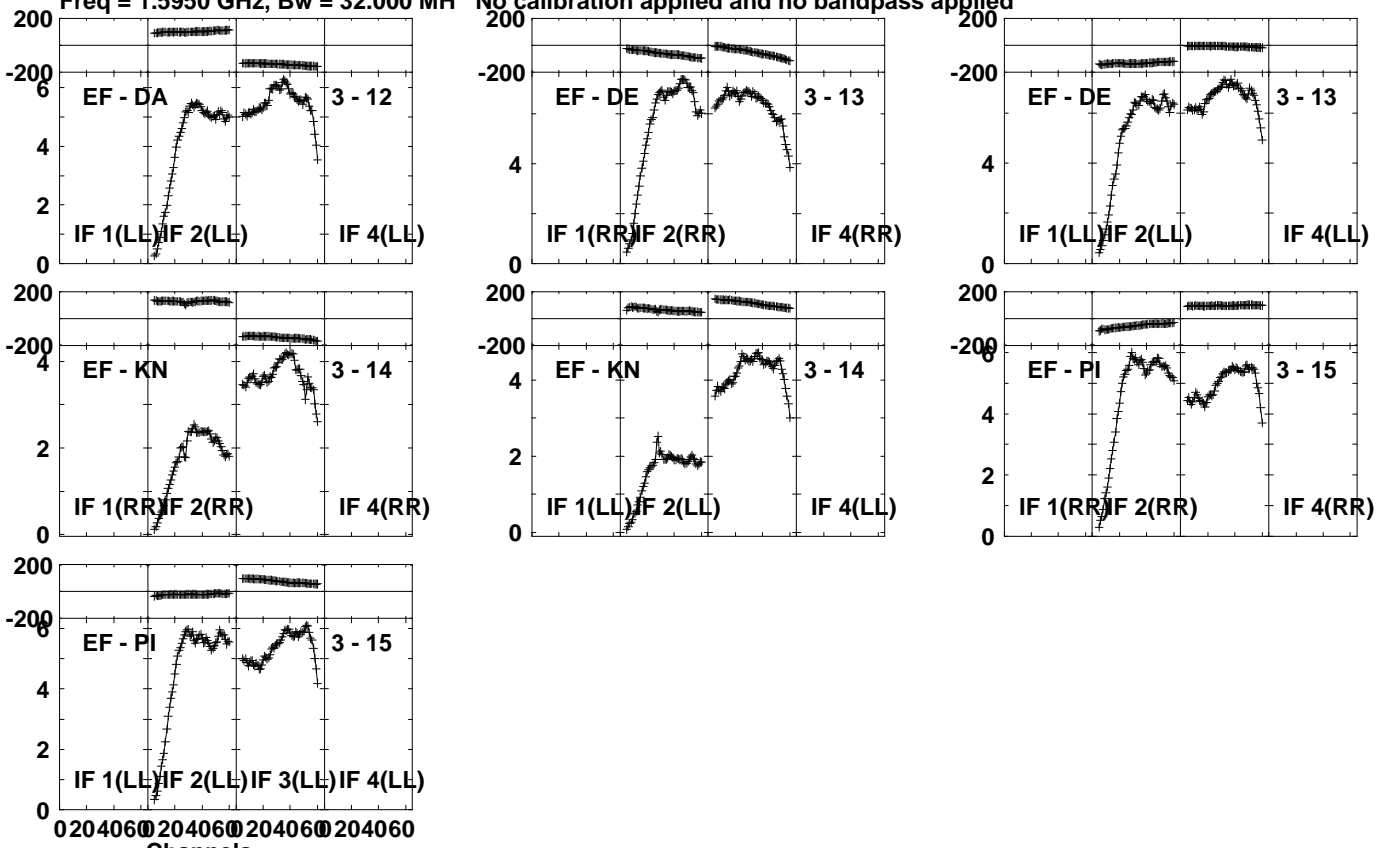 Freq = 1.5950 GHz, Bw = 32.000 MH No calibration applied and no bandpass applied
200 200 200
-200 -200 -200
6 EF - DA 3 - 12 EF - DE 3 - 13 EF - DE 3 - 13
4 4 4
2
IF 1(LL) IF 2(LL) IF 4(LL) IF 1(RR) IF 2(RR) IF 4(RR) IF 1(LL) IF 2(LL) IF 4(LL)
0 0 0
200 200 200
-200 -200 -200
4 EF - KN 3 - 14 EF - KN 3 - 14 6 EF - PI 3 - 15
4 4
2 2 2
IF 1(RR) IF 2(RR) IF 4(RR) IF 1(LL) IF 2(LL) IF 4(LL) IF 1(RR) IF 2(RR) IF 4(RR)
0 0 0
200
-200
6 EF - PI 3 - 15
4
2
IF 1(LL) IF 2(LL) IF 3(LL) IF 4(LL)
0
0 20 40 60 0 20 40 60 0 20 40 60 0 20 40 60
Channels